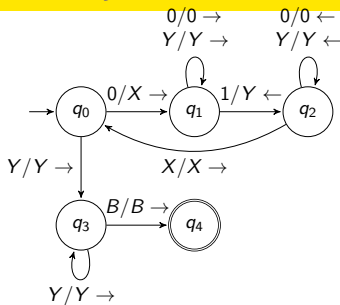 0/0 → 0/0 ←
Y/Y → Y/Y ←
q0 0/X → q1 1/Y ← q2
Y/Y → X/X →
q3 B/B → q4
Y/Y →